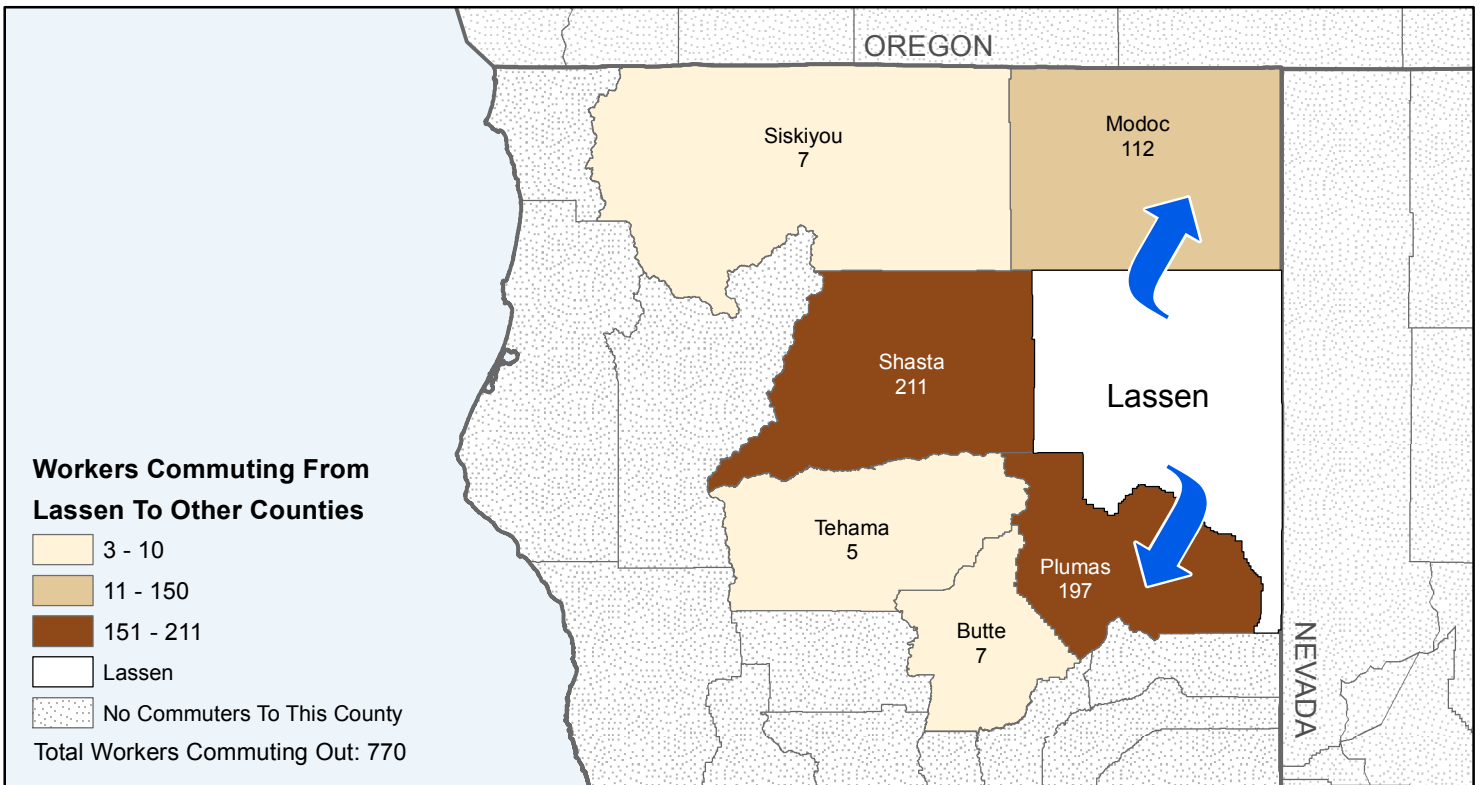 OREGON
Siskiyou
7
Modoc
112
Shasta
211
Lassen
Workers Commuting From
Lassen To Other Counties
3 - 10
11 - 150
151 - 211
Lassen
No Commuters To This County
Total Workers Commuting Out: 770
Tehama
5
Plumas
197
Butte
7
NEVADA